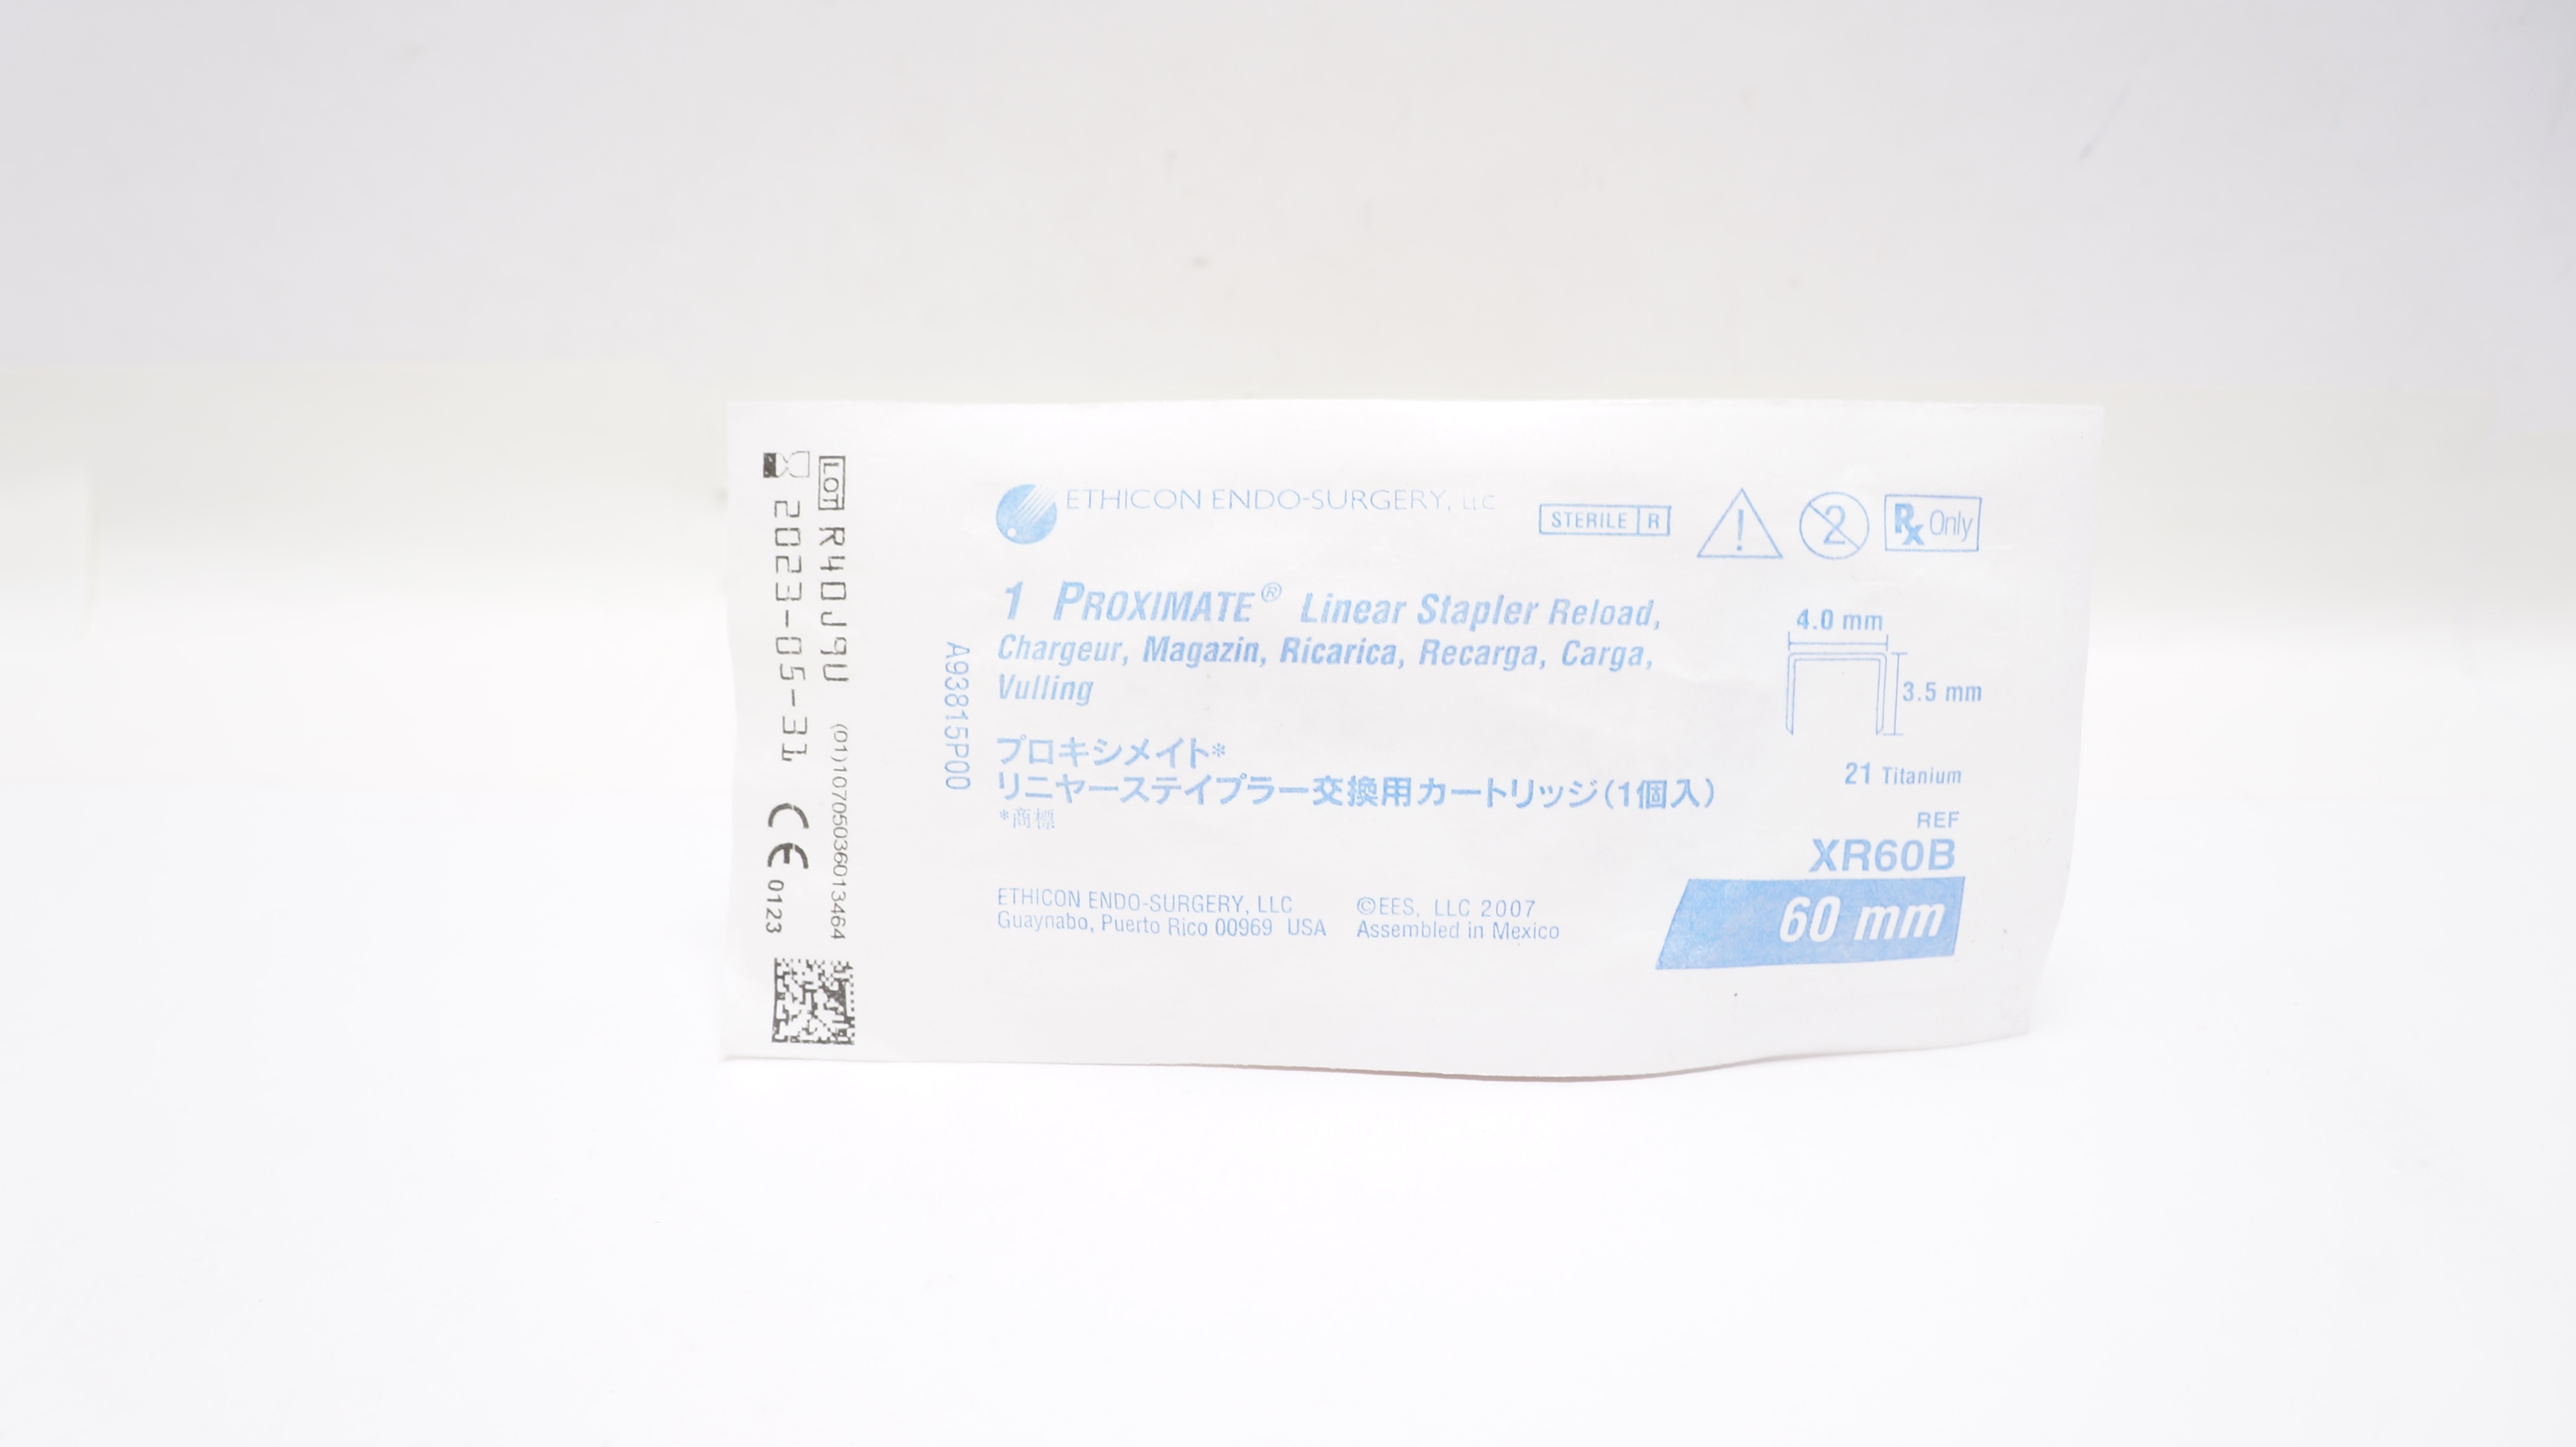 LOT R40J9U (01)10705036013464
2023-05-31 CE 0123
A93815P00
ETHICON ENDO-SURGERY, LLC
STERILE R
2
Rx Only
1 PROXIMATE® Linear Stapler Reload,
Chargeur, Magazin, Ricarica, Recarga, Carga,
Vulling
プロキシメイト*
リニヤーステイプラー交換用カートリッジ(1個入)
*商標
4.0 mm
3.5 mm
21 Titanium
REF
XR60B
60 mm
ETHICON ENDO-SURGERY, LLC
Guaynabo, Puerto Rico 00969 USA
©EES, LLC 2007
Assembled in Mexico